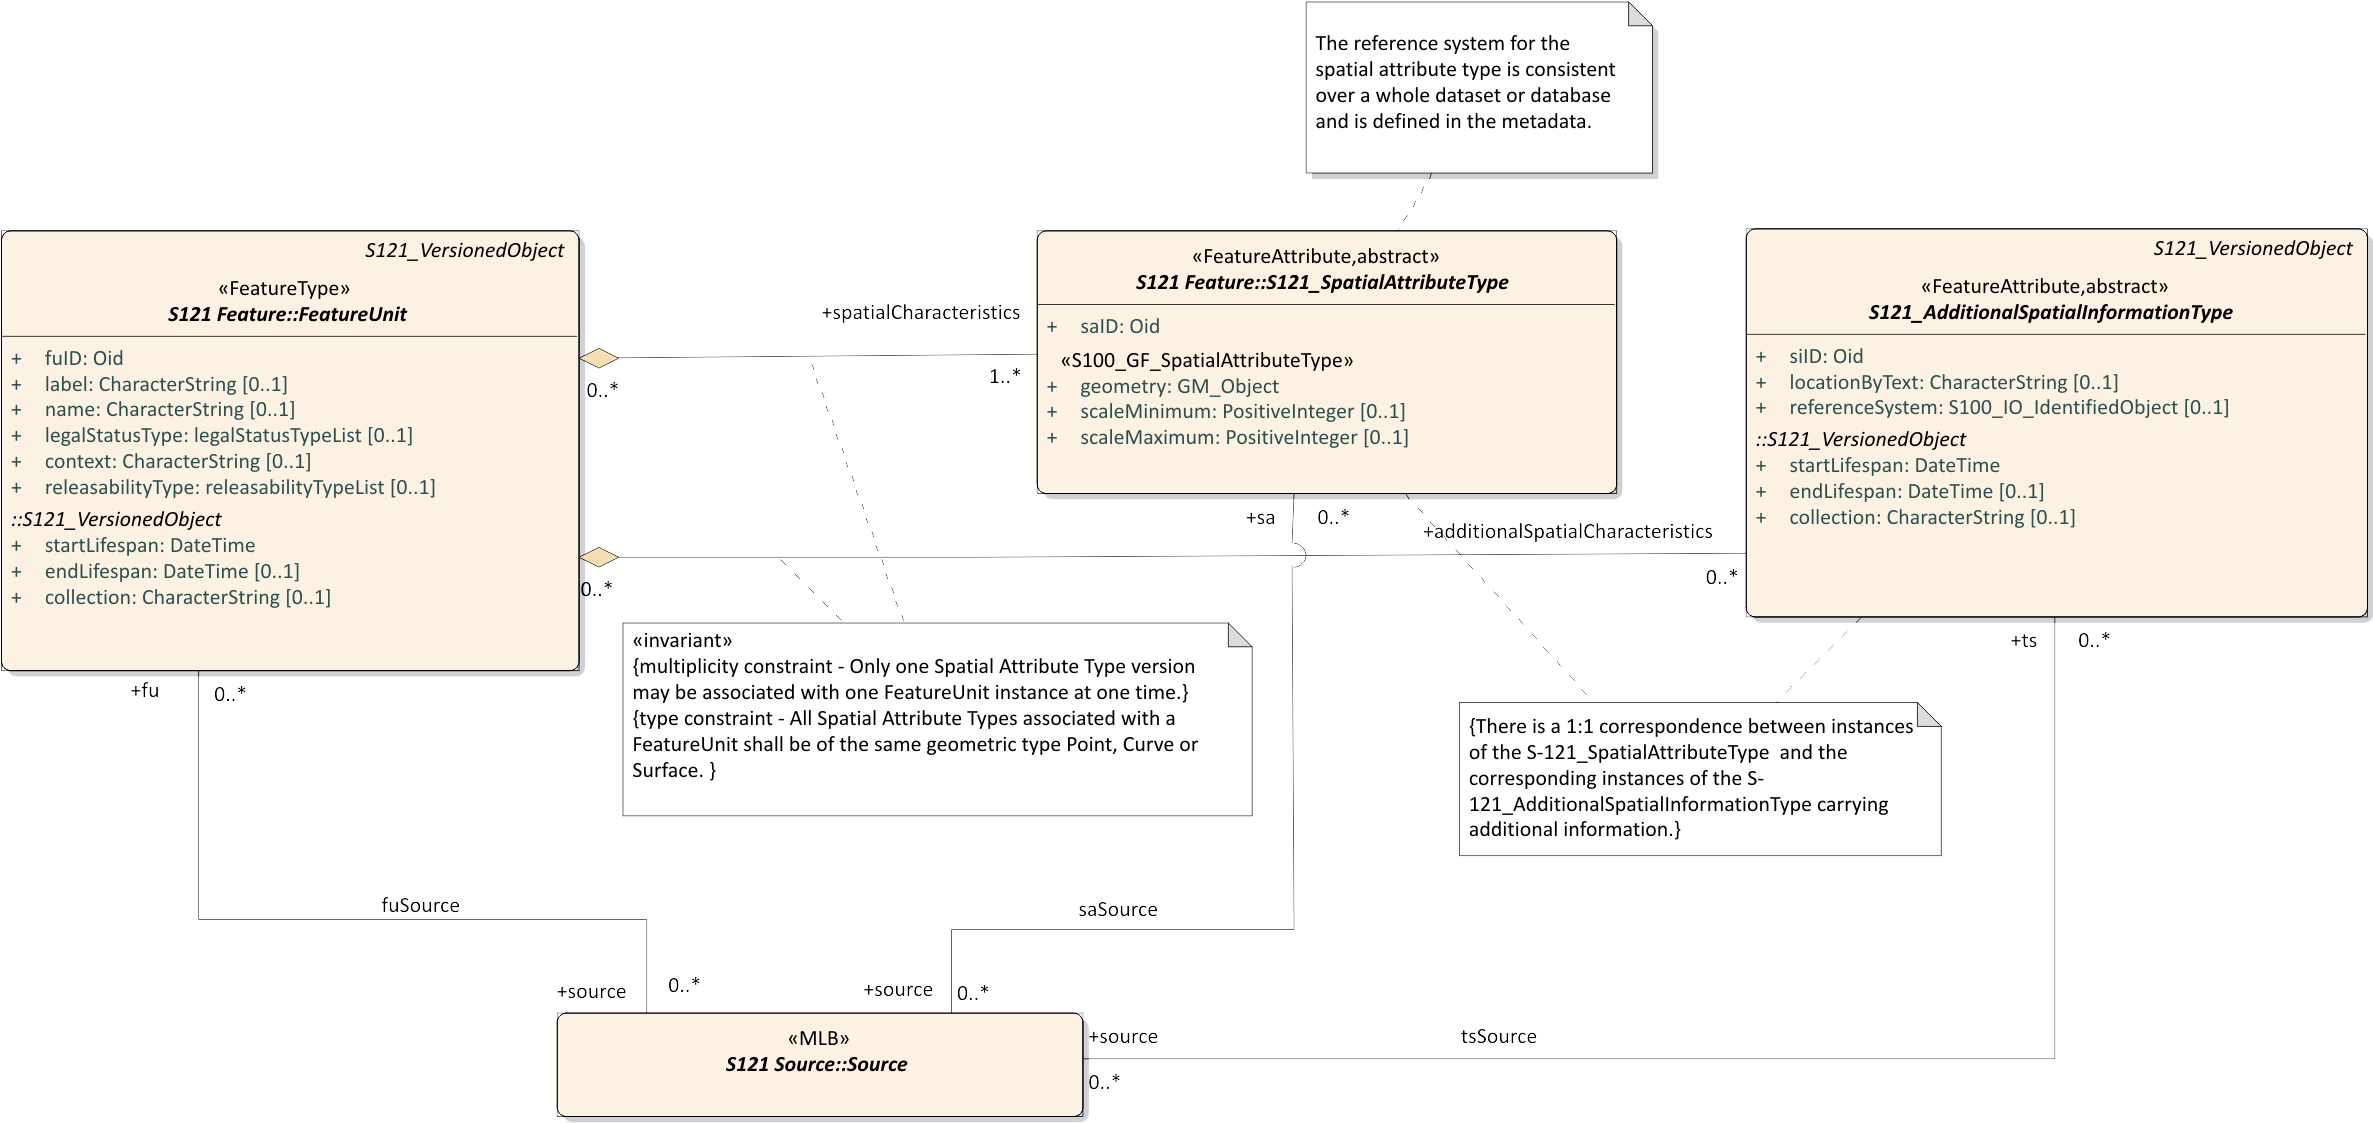 The reference system for the
spatial attribute type is consistent
over a whole dataset or database
and is defined in the metadata.
S121_VersionedObject
«FeatureType»
S121 Feature::FeatureUnit
+ fuID: Oid
+ label: CharacterString [0..1]
+ name: CharacterString [0..1]
+ legalStatusType: legalStatusTypeList [0..1]
+ context: CharacterString [0..1]
+ releasabilityType: releasabilityTypeList [0..1]
::S121_VersionedObject
+ startLifespan: DateTime
+ endLifespan: DateTime [0..1]
+ collection: CharacterString [0..1]
+spatialCharacteristics
0..*
1..*
«FeatureAttribute,abstract»
S121 Feature::S121_SpatialAttributeType
+ saID: Oid
«S100_GF_SpatialAttributeType»
+ geometry: GM_Object
+ scaleMinimum: PositiveInteger [0..1]
+ scaleMaximum: PositiveInteger [0..1]
S121_VersionedObject
«FeatureAttribute,abstract»
S121_AdditionalSpatialInformationType
+ siID: Oid
+ locationByText: CharacterString [0..1]
+ referenceSystem: S100_IO_IdentifiedObject [0..1]
::S121_VersionedObject
+ startLifespan: DateTime
+ endLifespan: DateTime [0..1]
+ collection: CharacterString [0..1]
+sa
0..*
+additionalSpatialCharacteristics
0..*
0..*
«invariant»
{multiplicity constraint - Only one Spatial Attribute Type version
may be associated with one FeatureUnit instance at one time.}
{type constraint - All Spatial Attribute Types associated with a
FeatureUnit shall be of the same geometric type Point, Curve or
Surface. }
+ts
0..*
+fu
0..*
{There is a 1:1 correspondence between instances
of the S-121_SpatialAttributeType and the
corresponding instances of the S-
121_AdditionalSpatialInformationType carrying
additional information.}
fuSource
saSource
+source
0..*
+source
0..*
«MLB»
S121 Source::Source
+source
tsSource
0..*